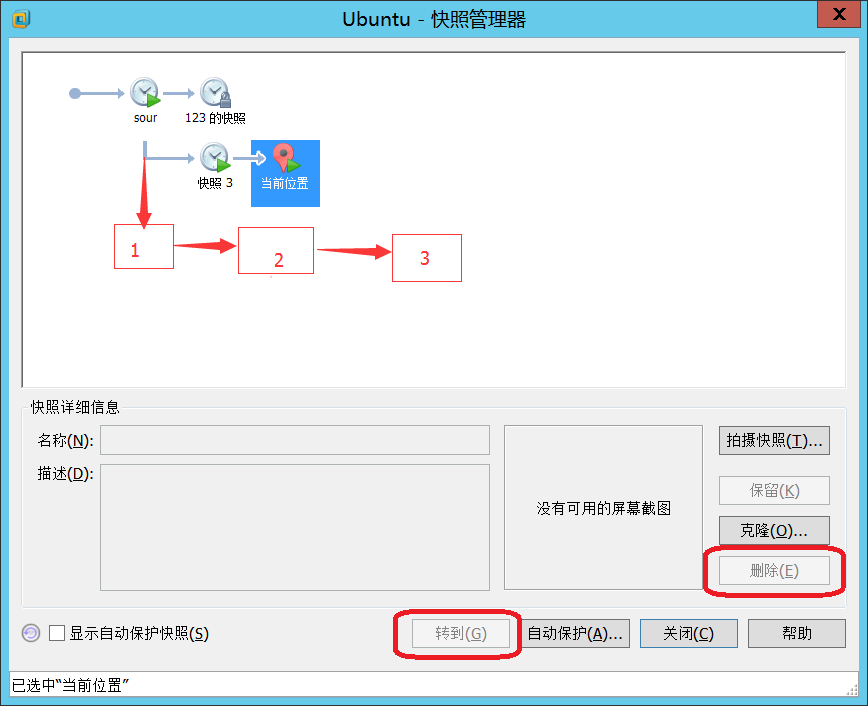 Ubuntu - 快照管理器
sour
123 的快照
快照 3
当前位置
1
2
3
快照详细信息
名称(N):
描述(D):
没有可用的屏幕截图
拍摄快照(T)...
保留(K)
克隆(O)...
删除(E)
显示自动保护快照(S)
转到(G)
自动保护(A)...
关闭(C)
帮助
已选中“当前位置”